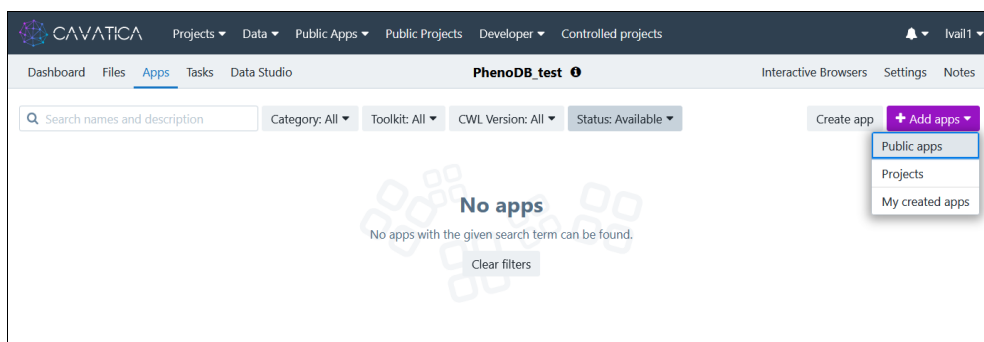 CAVATICA Projects Data Public Apps Public Projects Developer Controlled projects lvail1
Dashboard Files Apps Tasks Data Studio PhenoDB_test Interactive Browsers Settings Notes
Search names and description Category: All Toolkit: All CWL Version: All Status: Available Create app + Add apps
Public apps
Projects
My created apps
No apps
No apps with the given search term can be found.
Clear filters